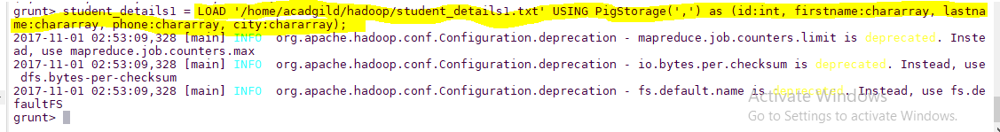 grunt> student_details1 = LOAD '/home/acadgild/hadoop/student_details1.txt' USING PigStorage(',') as (id:int, firstname:chararray, lastna
me:chararray, phone:chararray, city:chararray);
2017-11-01 02:53:09,328 [main] INFO  org.apache.hadoop.conf.Configuration.deprecation - mapreduce.job.counters.limit is deprecated. Inste
ad, use mapreduce.job.counters.max
2017-11-01 02:53:09,328 [main] INFO  org.apache.hadoop.conf.Configuration.deprecation - io.bytes.per.checksum is deprecated. Instead, use
 dfs.bytes-per-checksum
2017-11-01 02:53:09,328 [main] INFO  org.apache.hadoop.conf.Configuration.deprecation - fs.default.name is deprecated. Instead, use fs.de
faultFS
grunt>
Activate Windows
Go to Settings to activate Windows.